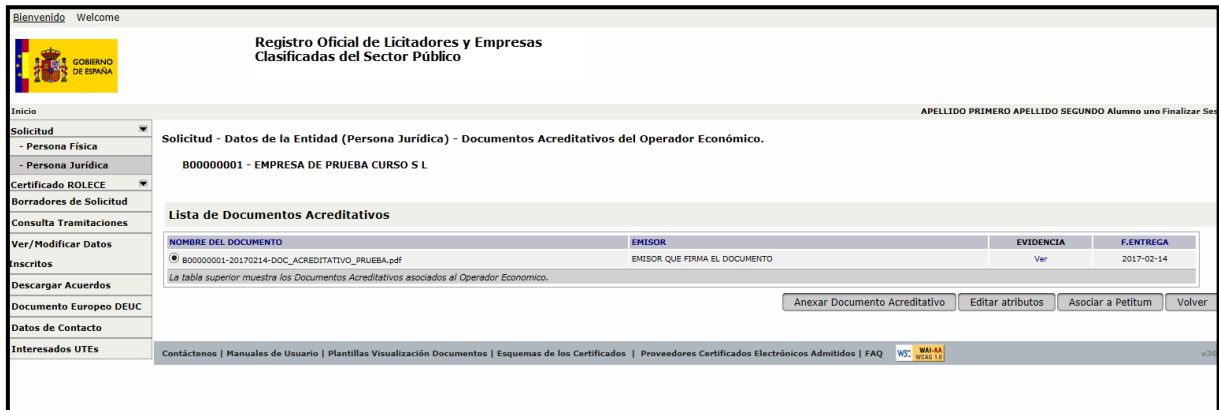 Bienvenido Welcome
GOBIERNO
DE ESPAÑA
Registro Oficial de Licitadores y Empresas
Clasificadas del Sector Público
Inicio
APELLIDO PRIMERO APELLIDO SEGUNDO Alumno uno Finalizar Ses
Solicitud
- Persona Física
- Persona Jurídica
Certificado ROLECE
Borradores de Solicitud
Consulta Tramitaciones
Ver/Modificar Datos
Inscritos
Descargar Acuerdos
Documento Europeo DEUC
Datos de Contacto
Interesados UTEs
Solicitud - Datos de la Entidad (Persona Jurídica) - Documentos Acreditativos del Operador Económico.
B00000001 - EMPRESA DE PRUEBA CURSO S L
Lista de Documentos Acreditativos
NOMBRE DEL DOCUMENTO EMISOR EVIDENCIA F.ENTREGA
B00000001-20170214-DOC_ACREDITATIVO_PRUEBA.pdf EMISOR QUE FIRMA EL DOCUMENTO Ver 2017-02-14
La tabla superior muestra los Documentos Acreditativos asociados al Operador Economico.
Anexar Documento Acreditativo Editar atributos Asociar a Petitum Volver
Contáctenos | Manuales de Usuario | Plantillas Visualización Documentos | Esquemas de los Certificados | Proveedores Certificados Electrónicos Admitidos | FAQ W3C WAI-AA
WCAG 1.0
v30